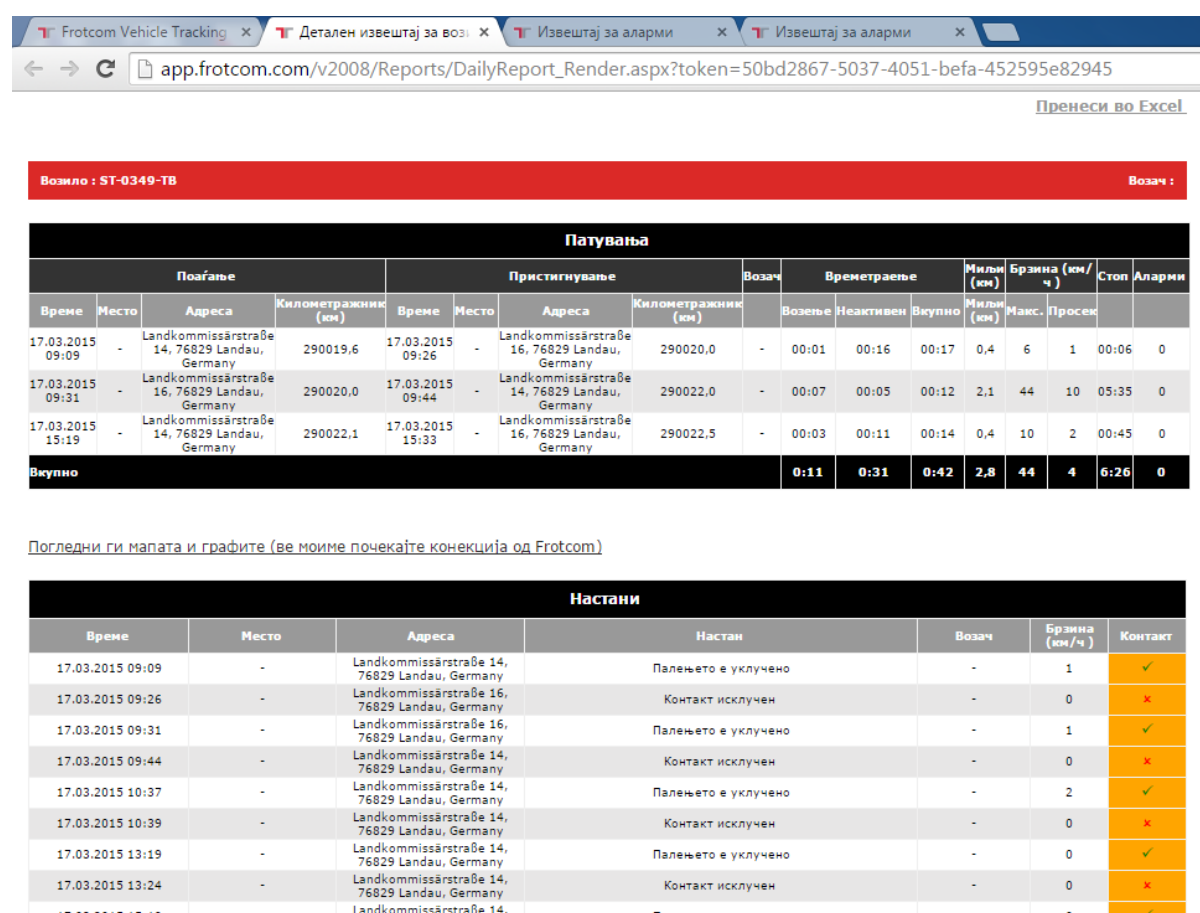 Frotcom Vehicle Tracking × Детален извештај за вози × Извештај за аларми × Извештај за аларми ×
app.frotcom.com/v2008/Reports/DailyReport_Render.aspx?token=50bd2867-5037-4051-befa-452595e82945
Пренеси во Excel
Возило : ST-0349-TB Возач :
Патувања
Поаѓање Пристигнување Возач Времетраење Миљи (км) Брзина (км/ч ) Стоп Аларми
Време Место Адреса Километражник (км) Време Место Адреса Километражник (км) Возење Неактивен Вкупно Миљи (км) Макс. Просек
17.03.2015 09:09 - Landkommissärstraße 14, 76829 Landau, Germany 290019,6 17.03.2015 09:26 - Landkommissärstraße 16, 76829 Landau, Germany 290020,0 - 00:01 00:16 00:17 0,4 6 1 00:06 0
17.03.2015 09:31 - Landkommissärstraße 16, 76829 Landau, Germany 290020,0 17.03.2015 09:44 - Landkommissärstraße 14, 76829 Landau, Germany 290022,0 - 00:07 00:05 00:12 2,1 44 10 05:35 0
17.03.2015 15:19 - Landkommissärstraße 14, 76829 Landau, Germany 290022,1 17.03.2015 15:33 - Landkommissärstraße 16, 76829 Landau, Germany 290022,5 - 00:03 00:11 00:14 0,4 10 2 00:45 0
Вкупно 0:11 0:31 0:42 2,8 44 4 6:26 0
Погледни ги мапата и графите (ве моиме почекајте конекција од Frotcom)
Настани
Време Место Адреса Настан Возач Брзина (км/ч ) Контакт
17.03.2015 09:09 - Landkommissärstraße 14, 76829 Landau, Germany Палењето е уклучено - 1 ✓
17.03.2015 09:26 - Landkommissärstraße 16, 76829 Landau, Germany Контакт исклучен - 0 ×
17.03.2015 09:31 - Landkommissärstraße 16, 76829 Landau, Germany Палењето е уклучено - 1 ✓
17.03.2015 09:44 - Landkommissärstraße 14, 76829 Landau, Germany Контакт исклучен - 0 ×
17.03.2015 10:37 - Landkommissärstraße 14, 76829 Landau, Germany Палењето е уклучено - 2 ✓
17.03.2015 10:39 - Landkommissärstraße 14, 76829 Landau, Germany Контакт исклучен - 0 ×
17.03.2015 13:19 - Landkommissärstraße 14, 76829 Landau, Germany Палењето е уклучено - 0 ✓
17.03.2015 13:24 - Landkommissärstraße 14, 76829 Landau, Germany Контакт исклучен - 0 ×
Landkommissärstraße 14,